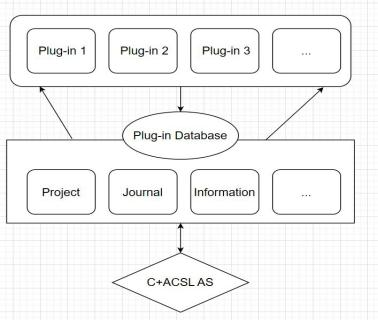 Plug-in 1
Plug-in 2
Plug-in 3
...
Plug-in Database
Project
Journal
Information
...
C+ACSL AS